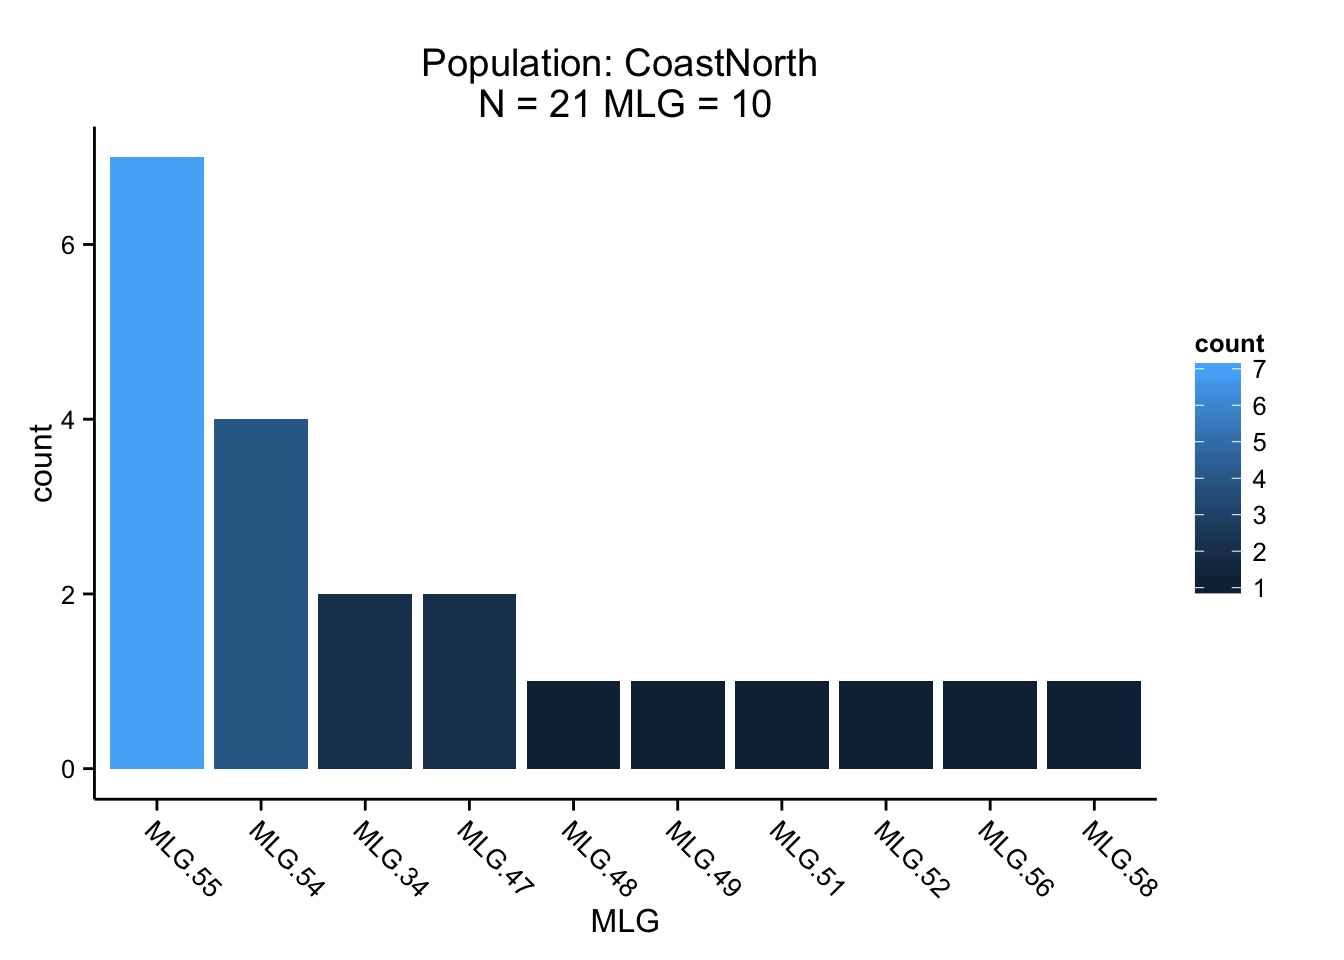 Population: CoastNorth
N = 21 MLG = 10
count
6
4
2
0
MLG.55
MLG.54
MLG.34
MLG.47
MLG.48
MLG.49
MLG.51
MLG.52
MLG.56
MLG.58
MLG
count
7
6
5
4
3
2
1